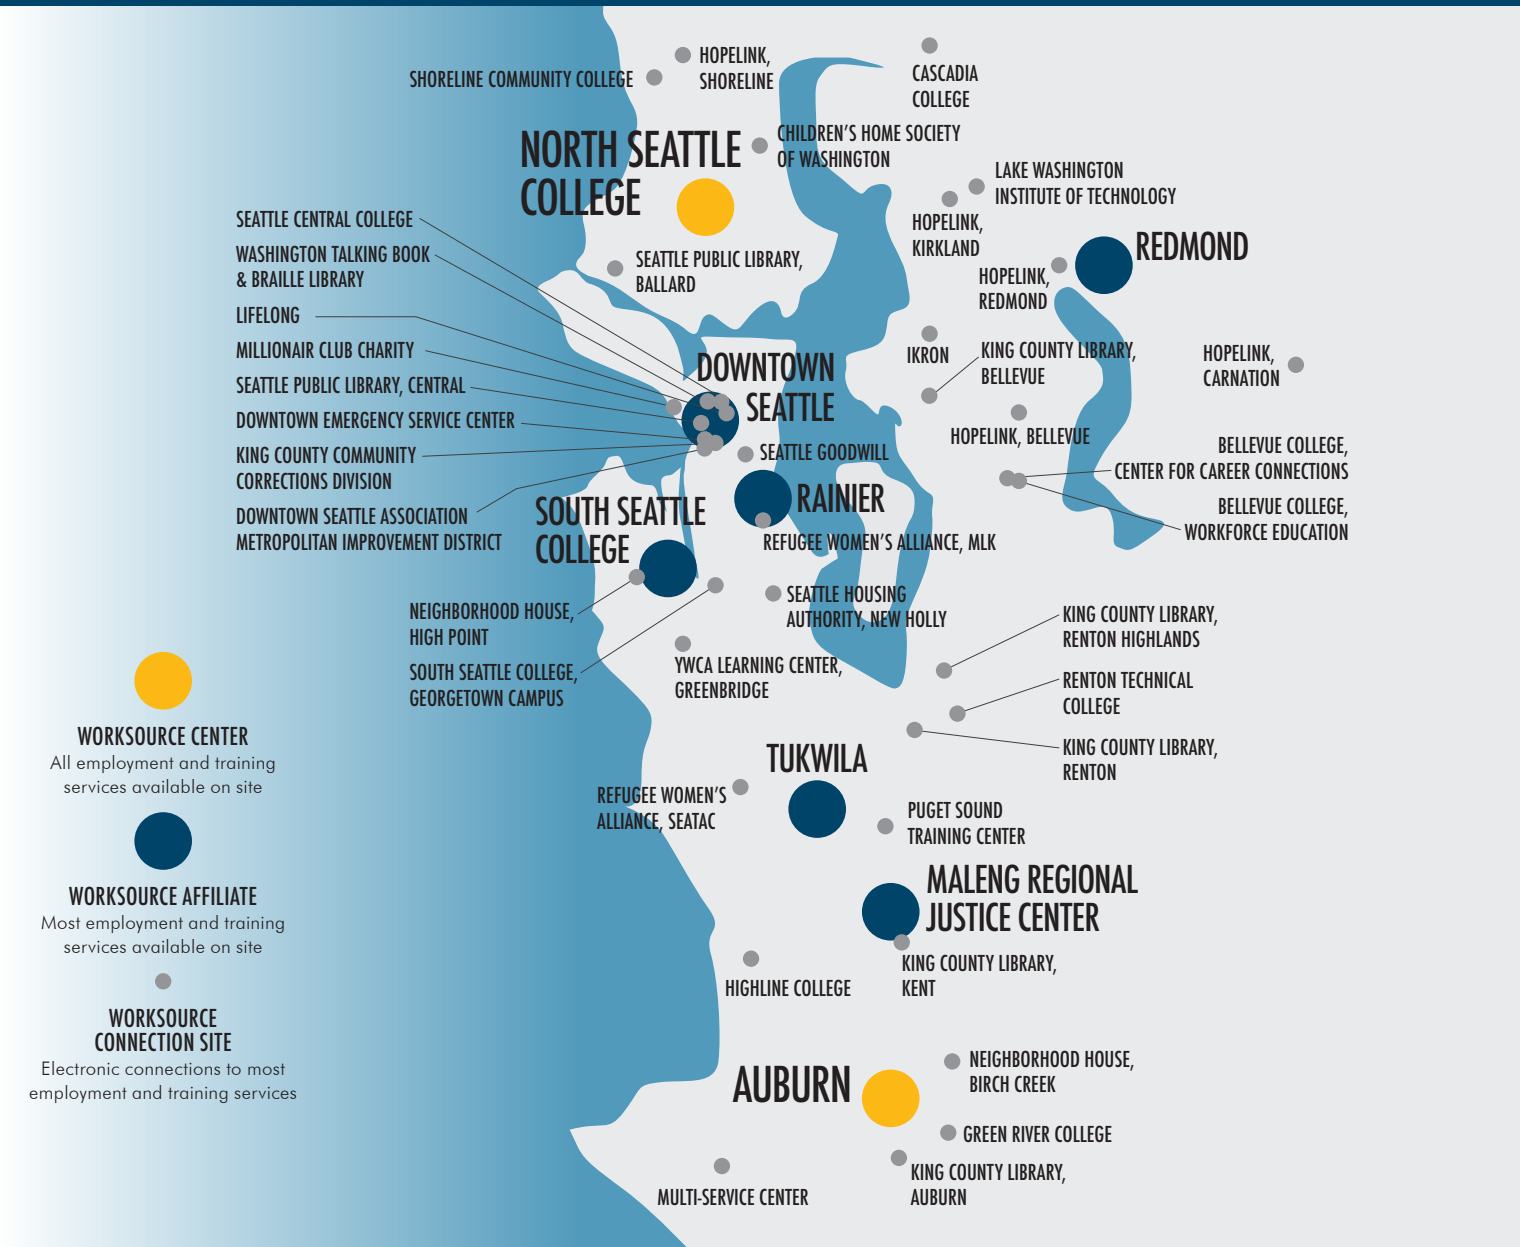 HOPELINK,
SHORELINE
SHORELINE COMMUNITY COLLEGE
CASCADIA
COLLEGE
NORTH SEATTLE
COLLEGE
CHILDREN'S HOME SOCIETY
OF WASHINGTON
LAKE WASHINGTON
INSTITUTE OF TECHNOLOGY
HOPELINK,
KIRKLAND
REDMOND
HOPELINK,
REDMOND
SEATTLE PUBLIC LIBRARY,
BALLARD
SEATTLE CENTRAL COLLEGE
WASHINGTON TALKING BOOK
& BRAILLE LIBRARY
LIFELONG
MILLIONAIR CLUB CHARITY
SEATTLE PUBLIC LIBRARY, CENTRAL
DOWNTOWN EMERGENCY SERVICE CENTER
KING COUNTY COMMUNITY
CORRECTIONS DIVISION
DOWNTOWN SEATTLE ASSOCIATION
METROPOLITAN IMPROVEMENT DISTRICT
DOWNTOWN
SEATTLE
IKRON
KING COUNTY LIBRARY,
BELLEVUE
HOPELINK,
CARNATION
HOPELINK, BELLEVUE
BELLEVUE COLLEGE,
CENTER FOR CAREER CONNECTIONS
BELLEVUE COLLEGE,
WORKFORCE EDUCATION
SEATTLE GOODWILL
RAINIER
REFUGEE WOMEN'S ALLIANCE, MLK
SOUTH SEATTLE
COLLEGE
NEIGHBORHOOD HOUSE,
HIGH POINT
SOUTH SEATTLE COLLEGE,
GEORGETOWN CAMPUS
SEATTLE HOUSING
AUTHORITY, NEW HOLLY
YWCA LEARNING CENTER,
GREENBRIDGE
KING COUNTY LIBRARY,
RENTON HIGHLANDS
RENTON TECHNICAL
COLLEGE
KING COUNTY LIBRARY,
RENTON
TUKWILA
REFUGEE WOMEN'S
ALLIANCE, SEATAC
PUGET SOUND
TRAINING CENTER
MALENG REGIONAL
JUSTICE CENTER
KING COUNTY LIBRARY,
KENT
HIGHLINE COLLEGE
AUBURN
NEIGHBORHOOD HOUSE,
BIRCH CREEK
GREEN RIVER COLLEGE
KING COUNTY LIBRARY,
AUBURN
MULTI-SERVICE CENTER
WORKSOURCE CENTER
All employment and training
services available on site
WORKSOURCE AFFILIATE
Most employment and training
services available on site
WORKSOURCE
CONNECTION SITE
Electronic connections to most
employment and training services